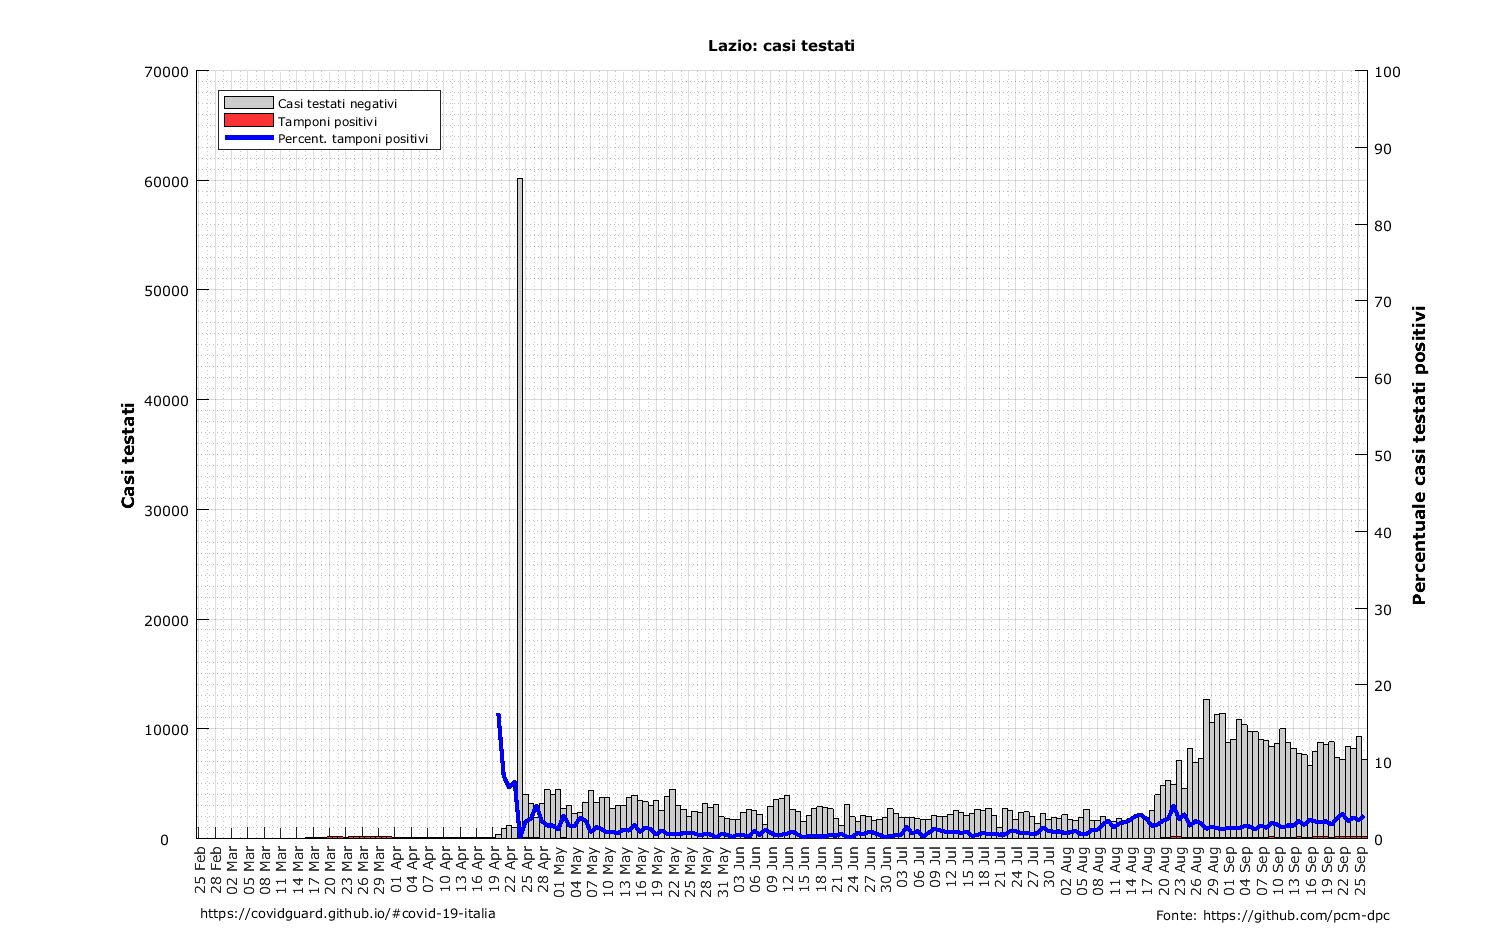 Lazio: casi testati
Casi testati negativi
Tamponi positivi
Percent. tamponi positivi
70000
60000
50000
40000
30000
20000
10000
0
Casi testati
100
90
80
70
60
50
40
30
20
10
0
Percentuale casi testati positivi
25 Feb
28 Feb
02 Mar
05 Mar
08 Mar
11 Mar
14 Mar
17 Mar
20 Mar
23 Mar
26 Mar
29 Mar
01 Apr
04 Apr
07 Apr
10 Apr
13 Apr
16 Apr
19 Apr
22 Apr
25 Apr
28 Apr
01 May
04 May
07 May
10 May
13 May
16 May
19 May
22 May
25 May
28 May
31 May
03 Jun
06 Jun
09 Jun
12 Jun
15 Jun
18 Jun
21 Jun
24 Jun
27 Jun
30 Jun
03 Jul
06 Jul
09 Jul
12 Jul
15 Jul
18 Jul
21 Jul
24 Jul
27 Jul
30 Jul
02 Aug
05 Aug
08 Aug
11 Aug
14 Aug
17 Aug
20 Aug
23 Aug
26 Aug
29 Aug
01 Sep
04 Sep
07 Sep
10 Sep
13 Sep
16 Sep
19 Sep
22 Sep
25 Sep
https://covidguard.github.io/#covid-19-italia
Fonte: https://github.com/pcm-dpc